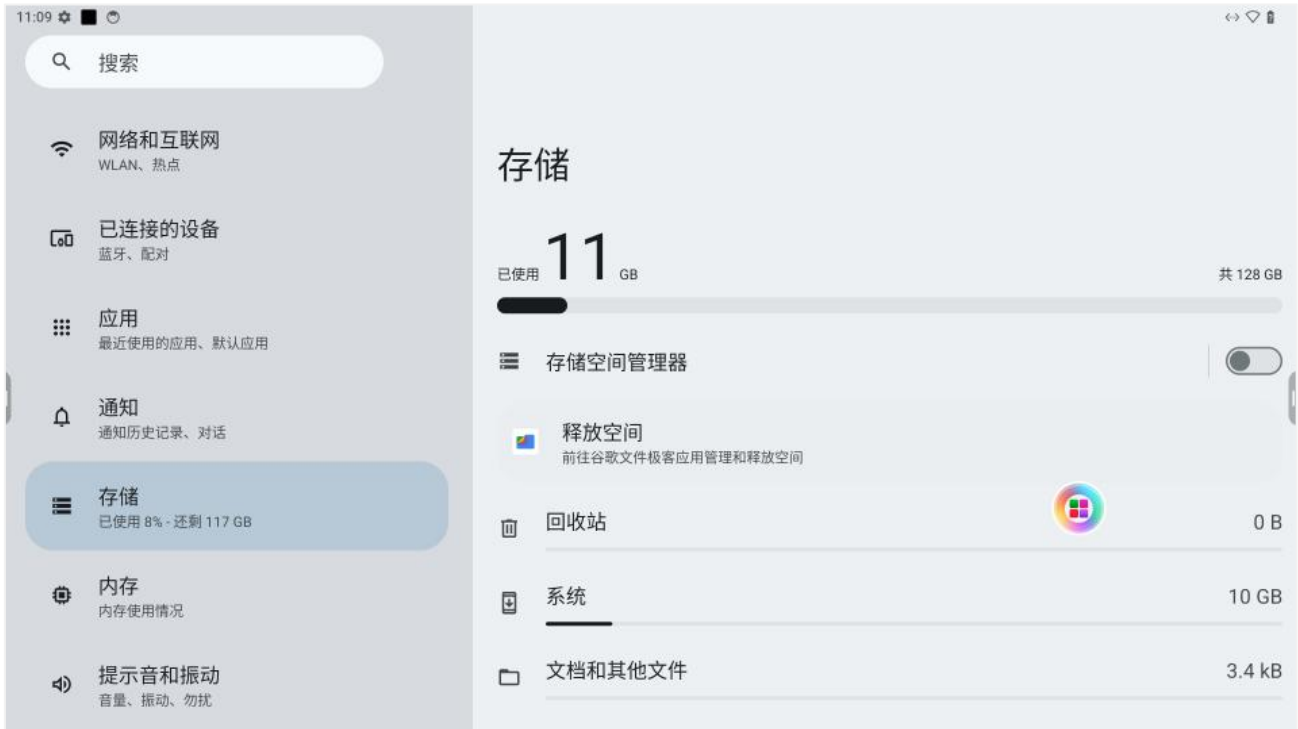 11:09
搜索
网络和互联网
WLAN、热点
已连接的设备
蓝牙、配对
应用
最近使用的应用、默认应用
通知
通知历史记录、对话
存储
已使用 8% - 还剩 117 GB
内存
内存使用情况
提示音和振动
音量、振动、勿扰
存储
已使用 11 GB
共 128 GB
存储空间管理器
释放空间
前往谷歌文件极客应用管理和释放空间
回收站
0 B
系统
10 GB
文档和其他文件
3.4 kB